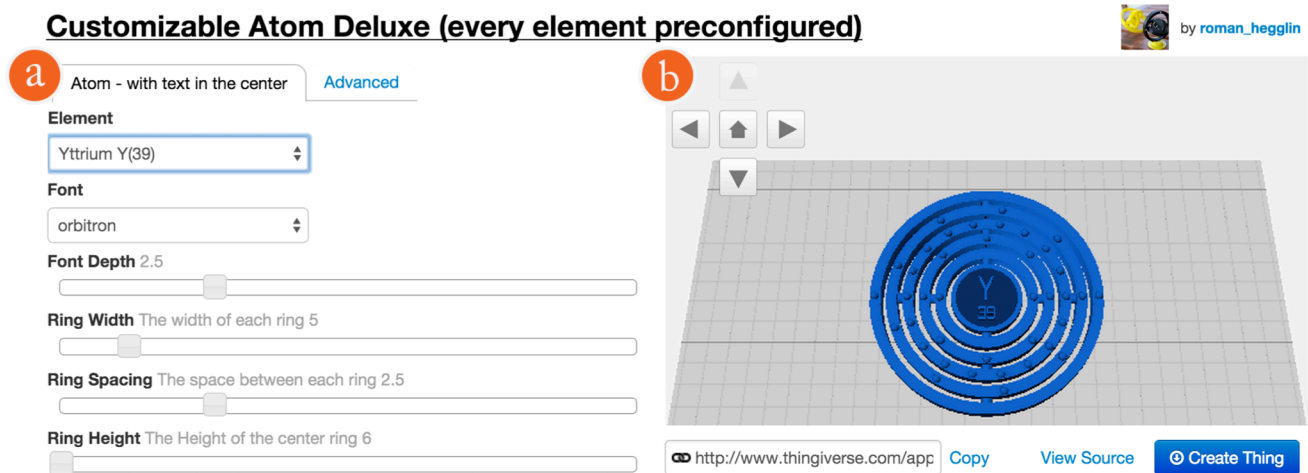 Customizable Atom Deluxe (every element preconfigured)
by roman_hegglin
a
Atom - with text in the center
Advanced
Element
Yttrium Y(39)
Font
orbitron
Font Depth 2.5
Ring Width The width of each ring 5
Ring Spacing The space between each ring 2.5
Ring Height The Height of the center ring 6
b
Y
39
http://www.thingiverse.com/app
Copy
View Source
Create Thing